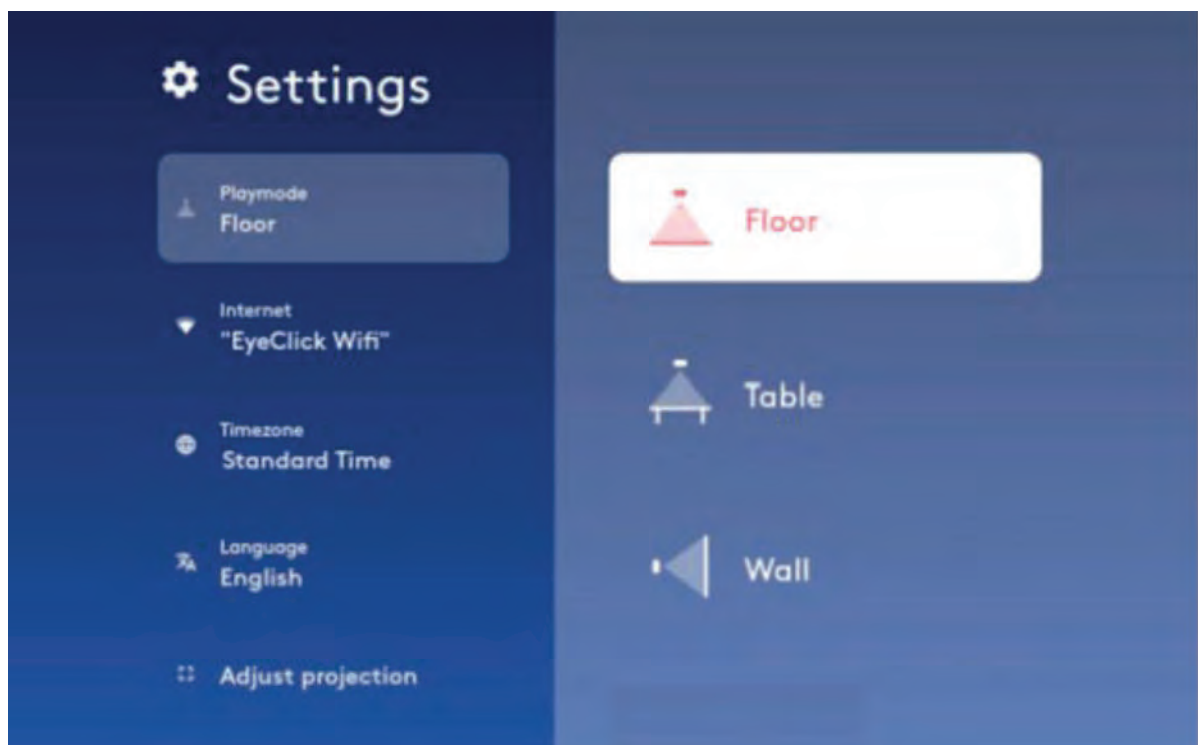 Settings
Playmode
Floor
Internet
"EyeClick Wifi"
Timezone
Standard Time
Language
English
Adjust projection
Floor
Table
Wall